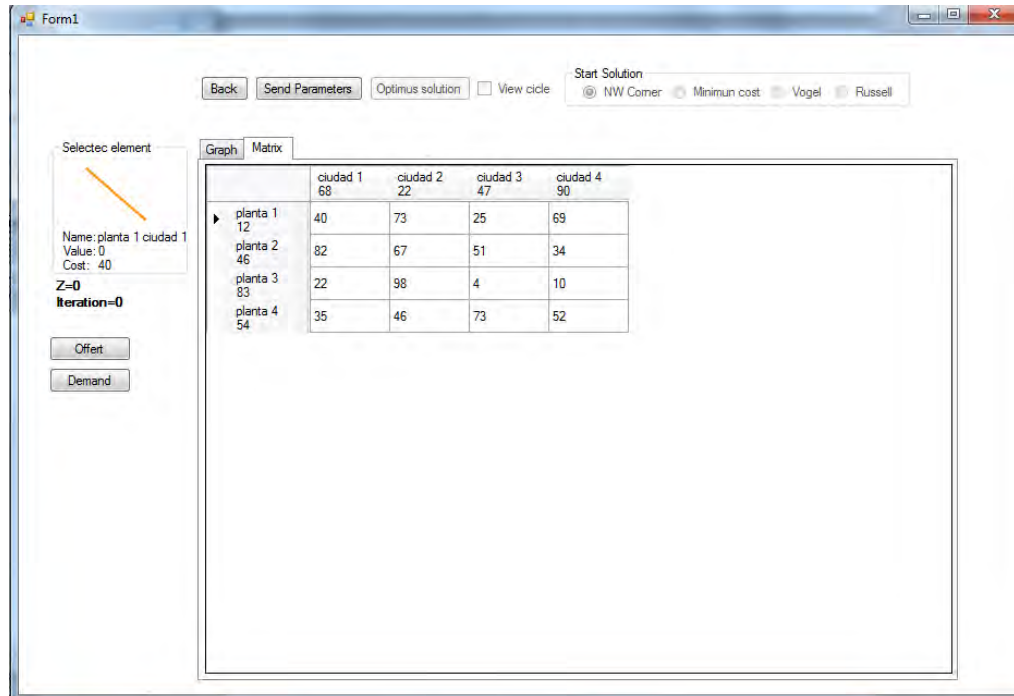 Form1
Start Solution
Back Send Parameters Optimus solution View cicle NW Corner Minimun cost Vogel Russell
Selectec element
Graph Matrix
ciudad 1 ciudad 2 ciudad 3 ciudad 4
68 22 47 90
planta 1 40 73 25 69
12
planta 2 82 67 51 34
46
planta 3 22 98 4 10
83
planta 4 35 46 73 52
54
Name: planta 1 ciudad 1
Value: 0
Cost: 40
Z=0
Iteration=0
Offert
Demand